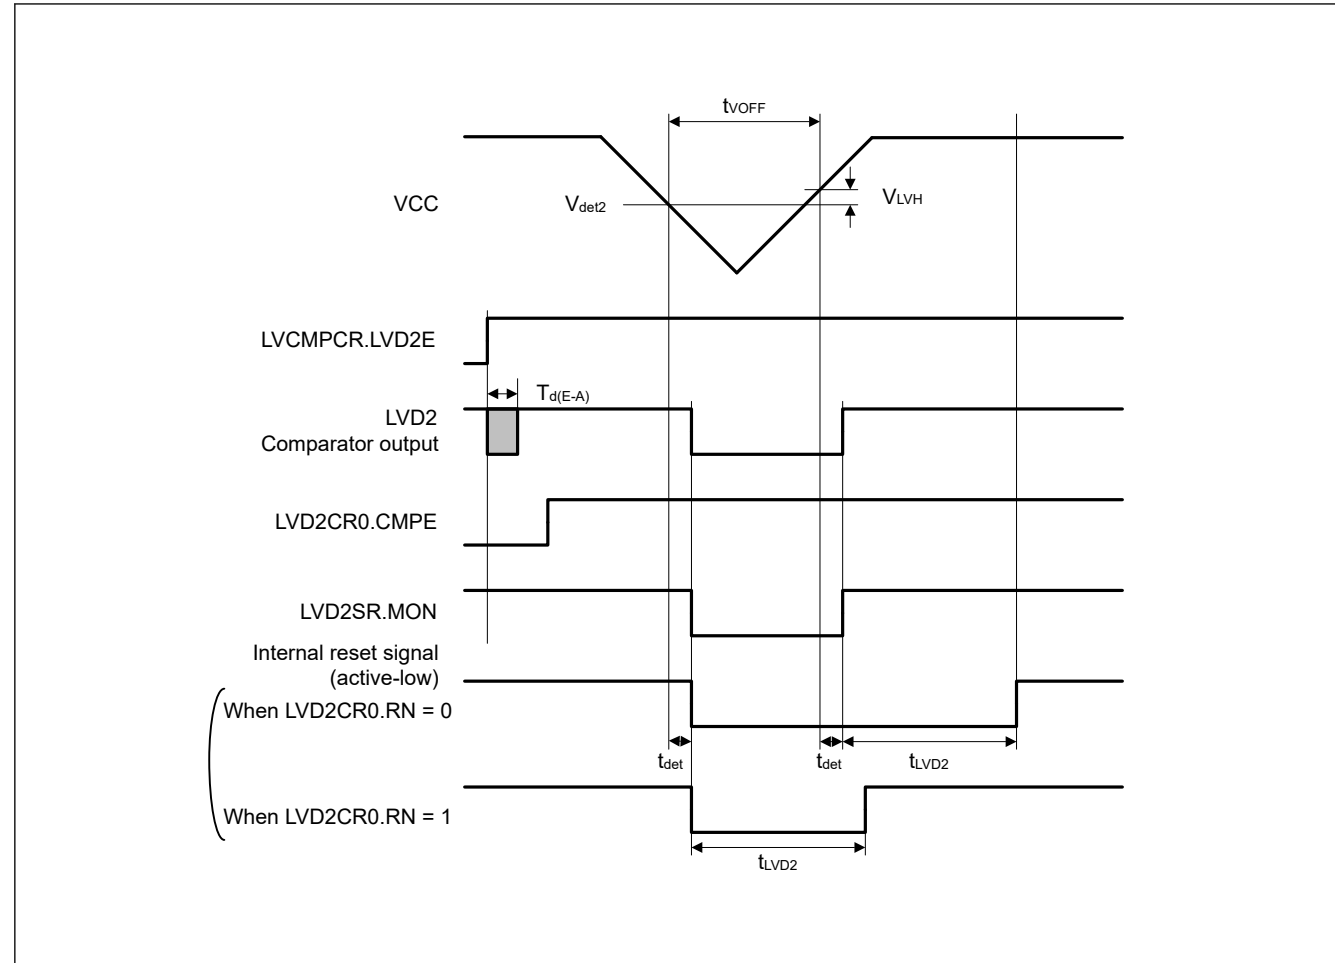 tVOFF
VCC
Vdet2
VLVH
LVCMPCR.LVD2E
Td(E-A)
LVD2
Comparator output
LVD2CR0.CMPE
LVD2SR.MON
Internal reset signal
(active-low)
When LVD2CR0.RN = 0
tdet
tdet
tLVD2
When LVD2CR0.RN = 1
tLVD2